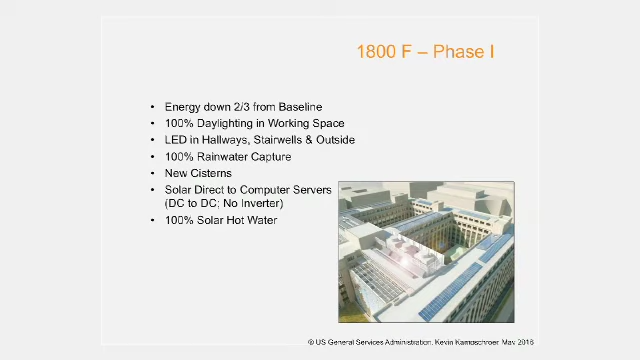 1800 F – Phase I
• Energy down 2/3 from Baseline
• 100% Daylighting in Working Space
• LED in Hallways, Stairwells & Outside
• 100% Rainwater Capture
• New Cisterns
• Solar Direct to Computer Servers
(DC to DC; No Inverter)
• 100% Solar Hot Water
© US General Services Administration, Kevin Kampschroer, May 2016